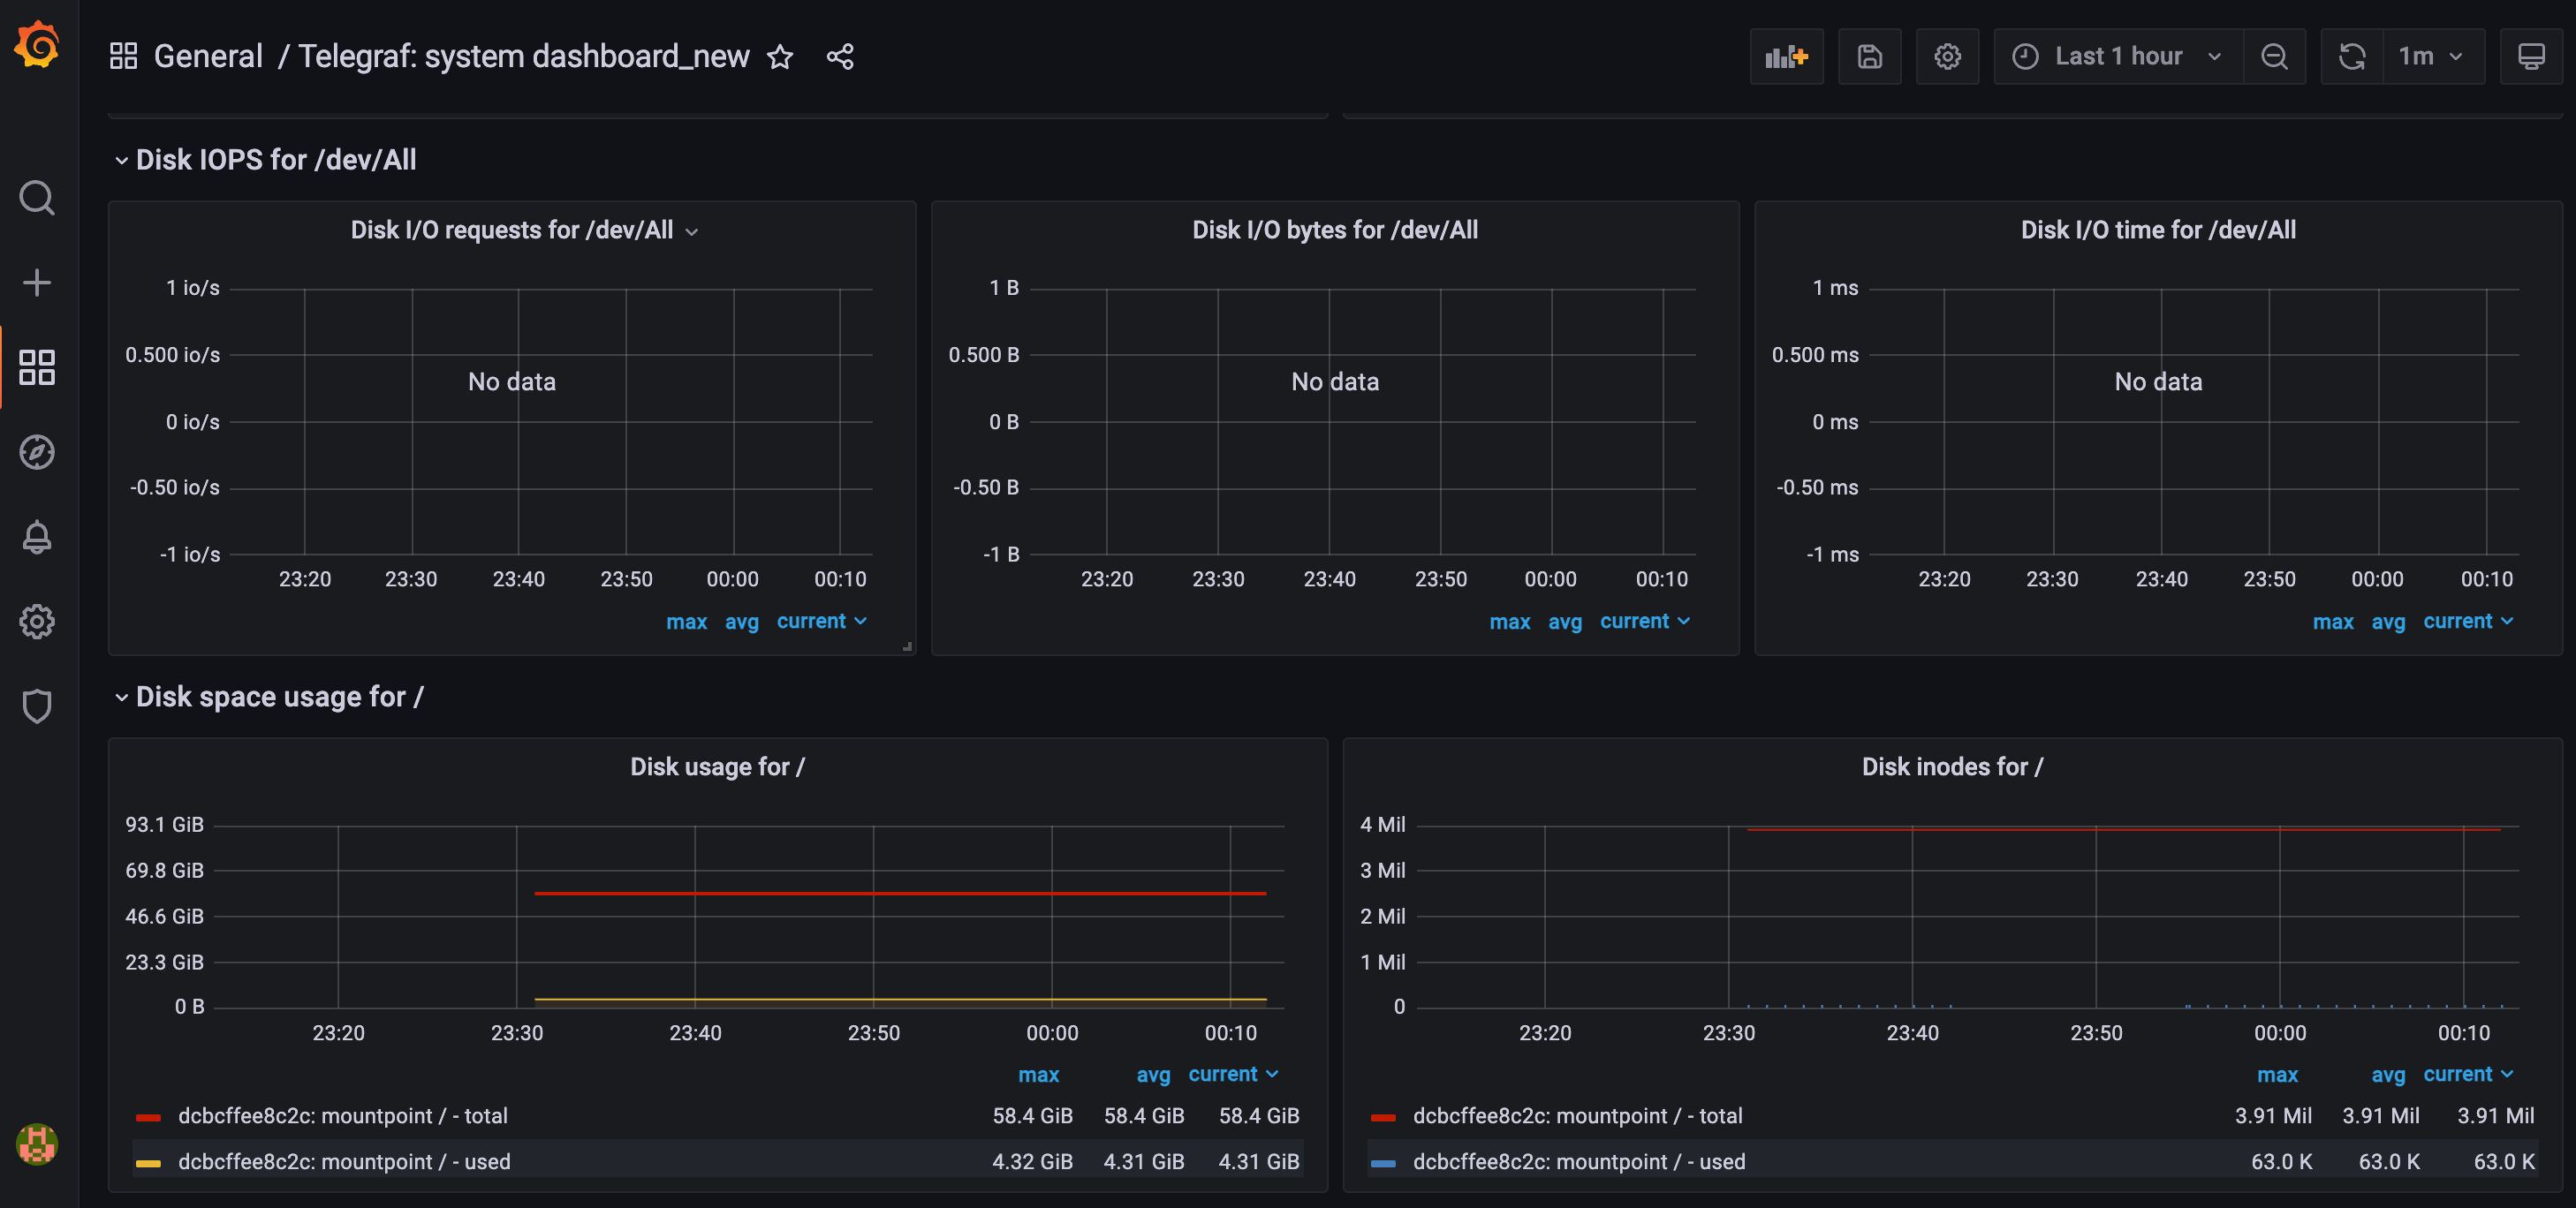 General / Telegraf: system dashboard_new
Last 1 hour
1m
Disk IOPS for /dev/All
Disk I/O requests for /dev/All
1 io/s
0.500 io/s
No data
0 io/s
-0.50 io/s
-1 io/s
23:20 23:30 23:40 23:50 00:00 00:10
max avg current
Disk I/O bytes for /dev/All
1 B
0.500 B
No data
0 B
-0.50 B
-1 B
23:20 23:30 23:40 23:50 00:00 00:10
max avg current
Disk I/O time for /dev/All
1 ms
0.500 ms
No data
0 ms
-0.50 ms
-1 ms
23:20 23:30 23:40 23:50 00:00 00:10
max avg current
Disk space usage for /
Disk usage for /
93.1 GiB
69.8 GiB
46.6 GiB
23.3 GiB
0 B
23:20 23:30 23:40 23:50 00:00 00:10
max avg current
dcbcffee8c2c: mountpoint / - total 58.4 GiB 58.4 GiB 58.4 GiB
dcbcffee8c2c: mountpoint / - used 4.32 GiB 4.31 GiB 4.31 GiB
Disk inodes for /
4 Mil
3 Mil
2 Mil
1 Mil
0
23:20 23:30 23:40 23:50 00:00 00:10
max avg current
dcbcffee8c2c: mountpoint / - total 3.91 Mil 3.91 Mil 3.91 Mil
dcbcffee8c2c: mountpoint / - used 63.0 K 63.0 K 63.0 K